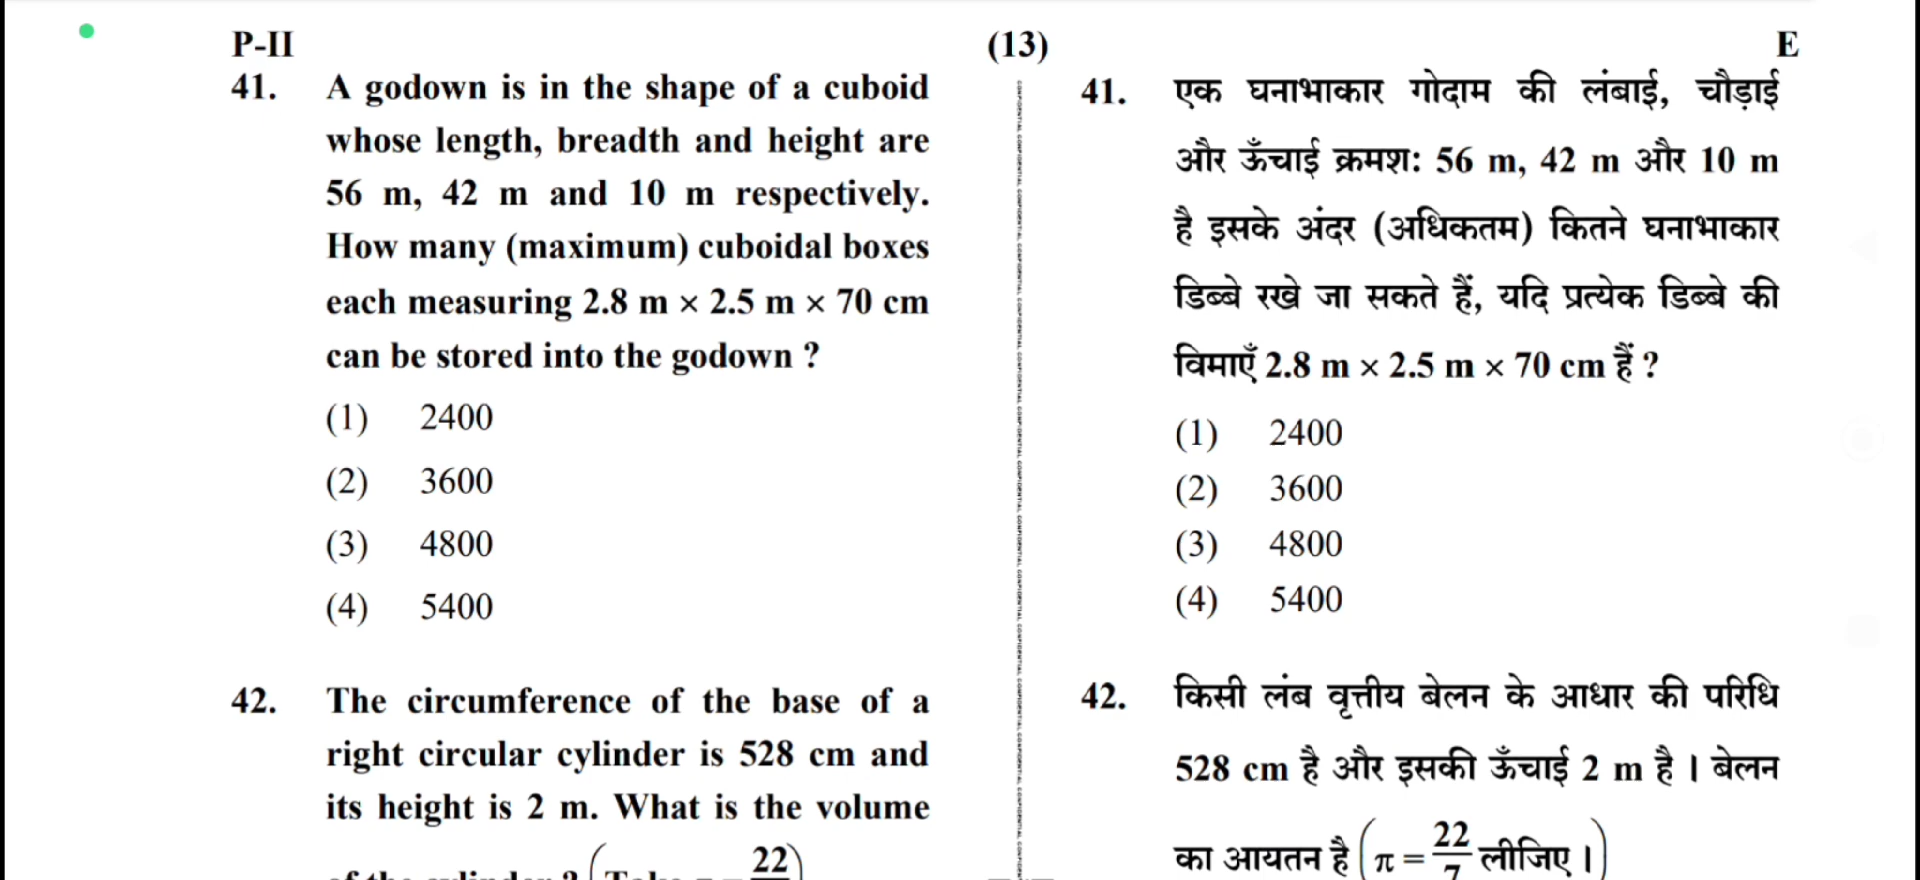 P-II
(13)
E
41. A godown is in the shape of a cuboid
whose length, breadth and height are
56 m, 42 m and 10 m respectively.
How many (maximum) cuboidal boxes
each measuring 2.8 m × 2.5 m × 70 cm
can be stored into the godown ?
(1) 2400
(2) 3600
(3) 4800
(4) 5400
42. The circumference of the base of a
right circular cylinder is 528 cm and
its height is 2 m. What is the volume
22
41. एक घनाभाकार गोदाम की लंबाई, चौड़ाई
और ऊँचाई क्रमश: 56 m, 42 m और 10 m
है इसके अंदर (अधिकतम) कितने घनाभाकार
डिब्बे रखे जा सकते हैं, यदि प्रत्येक डिब्बे की
विमाएँ 2.8 m × 2.5 m × 70 cm हैं ?
(1) 2400
(2) 3600
(3) 4800
(4) 5400
42. किसी लंब वृत्तीय बेलन के आधार की परिधि
528 cm है और इसकी ऊँचाई 2 m है । बेलन
का आयतन है (π = 22/7 लीजिए ।)